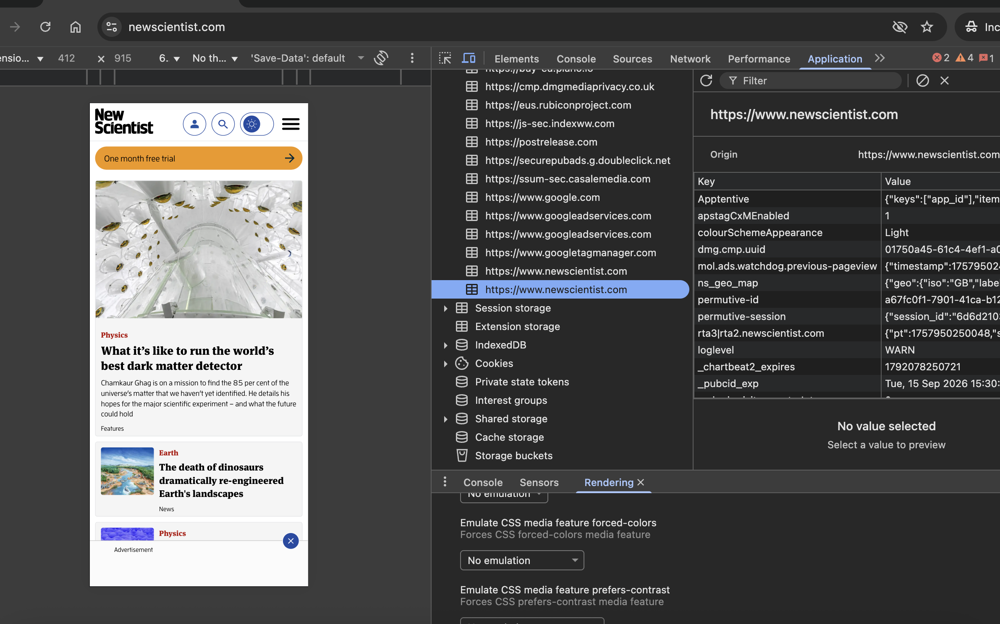 newscientist.com
Inc
ensio...
412
×
915
6..
No th...
'Save-Data': default
Elements
Console
Sources
Network
Performance
Application
2
4
1
New
Scientist
One month free trial
Physics
What it’s like to run the world’s
best dark matter detector
Chamkaur Ghag is on a mission to find the 85 per cent of the
universe’s matter that we haven’t yet identified. He details his
hopes for the major scientific experiment – and what the future
could hold
Features
Earth
The death of dinosaurs
dramatically re-engineered
Earth's landscapes
News
Physics
Advertisement
https://buy-eu.piano.io
https://cmp.dmgmediaprivacy.co.uk
https://eus.rubiconproject.com
https://js-sec.indexww.com
https://postrelease.com
https://securepubads.g.doubleclick.net
https://ssum-sec.casalemedia.com
https://www.google.com
https://www.googleadservices.com
https://www.googleadservices.com
https://www.googletagmanager.com
https://www.newscientist.com
https://www.newscientist.com
Session storage
Extension storage
IndexedDB
Cookies
Private state tokens
Interest groups
Shared storage
Cache storage
Storage buckets
Filter
https://www.newscientist.com
Origin
https://www.newscientist.com
Key
Value
Apptentive
{"keys":["app_id"],"item
apstagCxMEnabled
1
colourSchemeAppearance
Light
dmg.cmp.uuid
01750a45-61c4-4ef1-a0
mol.ads.watchdog.previous-pageview
{"timestamp":175795024
ns_geo_map
{"geo":{"iso":"GB","label
permutive-id
a67fc0f1-7901-41ca-b12
permutive-session
{"session_id":"6d6d2103
rta3|rta2.newscientist.com
{"pt":1757950250048,"s
loglevel
WARN
_chartbeat2_expires
1792078250721
_pubcid_exp
Tue, 15 Sep 2026 15:30:
No value selected
Select a value to preview
Console
Sensors
Rendering
No emulation
Emulate CSS media feature forced-colors
Forces CSS forced-colors media feature
No emulation
Emulate CSS media feature prefers-contrast
Forces CSS prefers-contrast media feature